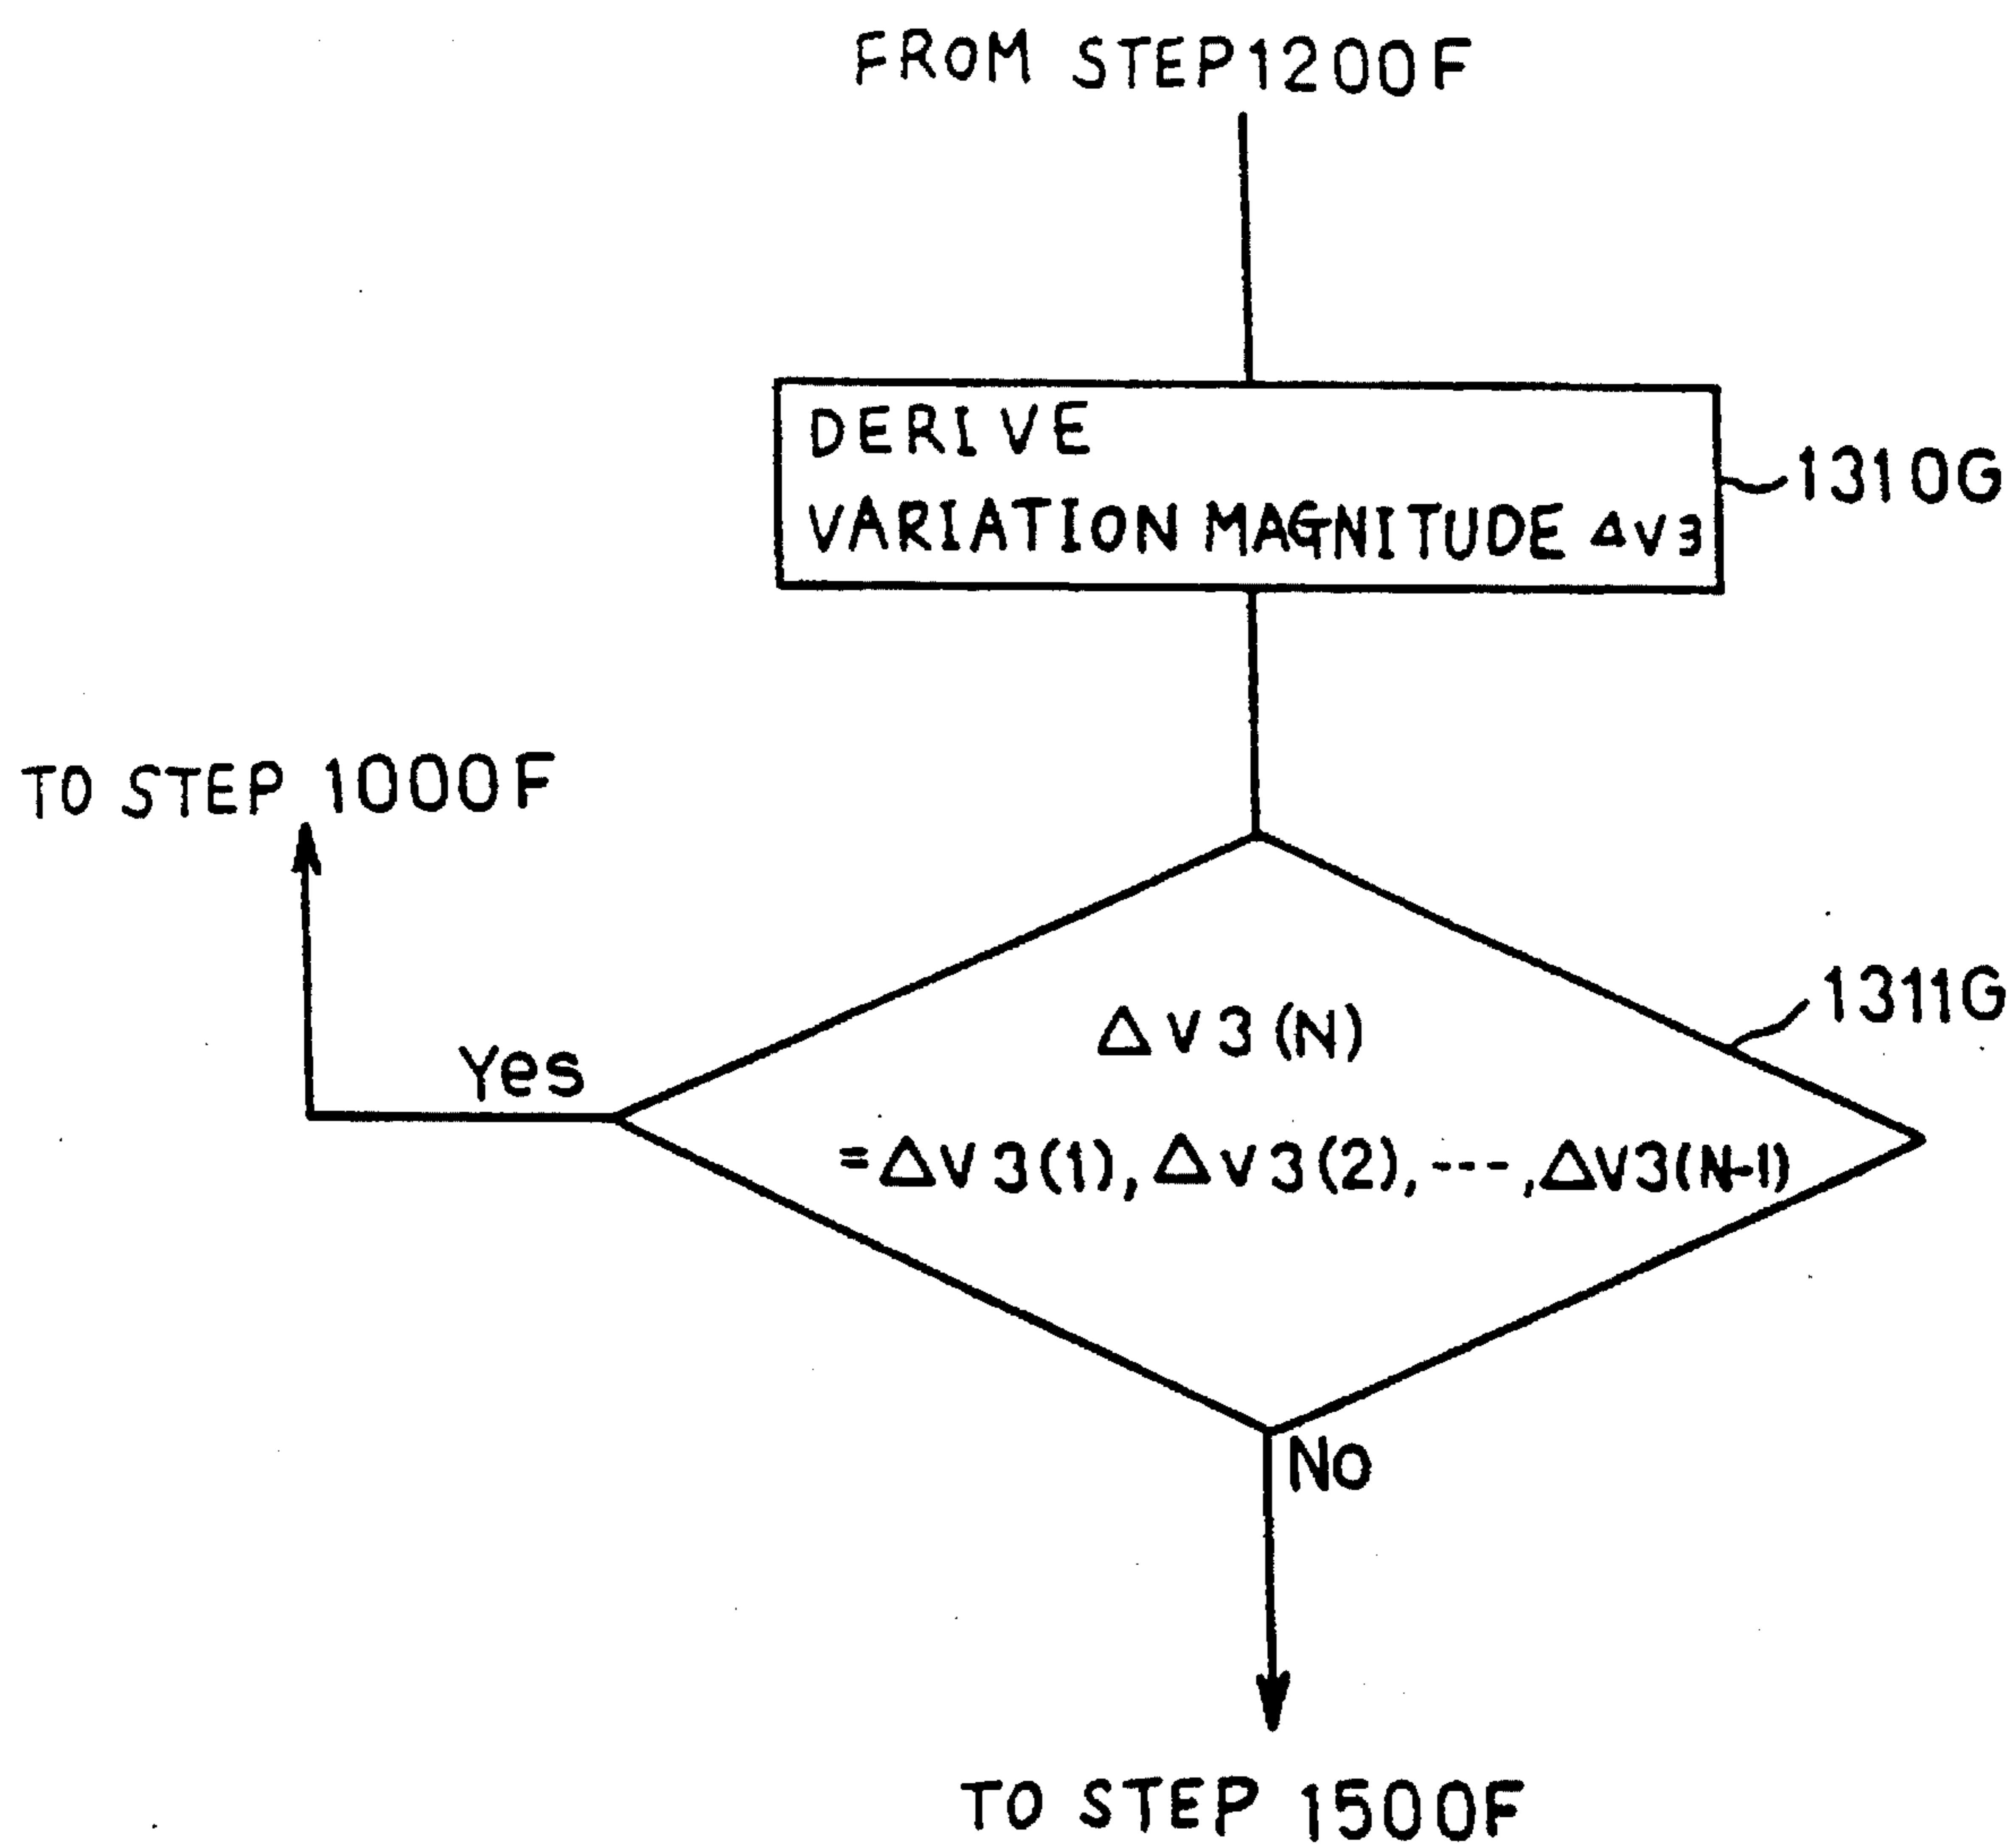 FROM STEP1200F
DERIVE
VARIATION MAGNITUDE ΔV3
1310G
TO STEP 1000F
1311G
ΔV3(N)
Yes
=ΔV3(1),ΔV3(2),---,ΔV3(N-1)
No
TO STEP 1500F